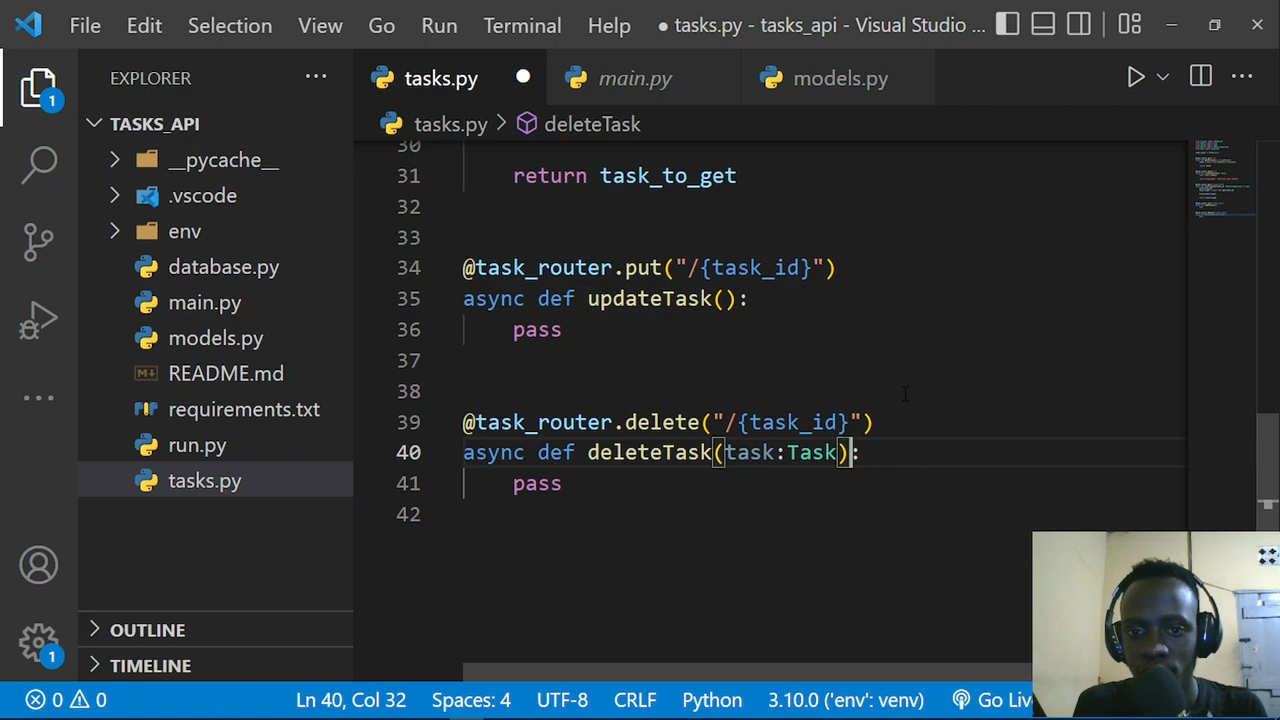 File Edit Selection View Go Run Terminal Help ● tasks.py - tasks_api - Visual Studio ...
EXPLORER ...
tasks.py main.py models.py
TASKS_API
tasks.py > deleteTask
__pycache__
.vscode
env
database.py
main.py
models.py
README.md
requirements.txt
run.py
tasks.py
OUTLINE
TIMELINE
1
1
30
31 return task_to_get
32
33
34 @task_router.put("/{task_id}")
35 async def updateTask():
36 pass
37
38
39 @task_router.delete("/{task_id}")
40 async def deleteTask(task:Task):
41 pass
42
0 0 Ln 40, Col 32 Spaces: 4 UTF-8 CRLF Python 3.10.0 ('env': venv) Go Liv